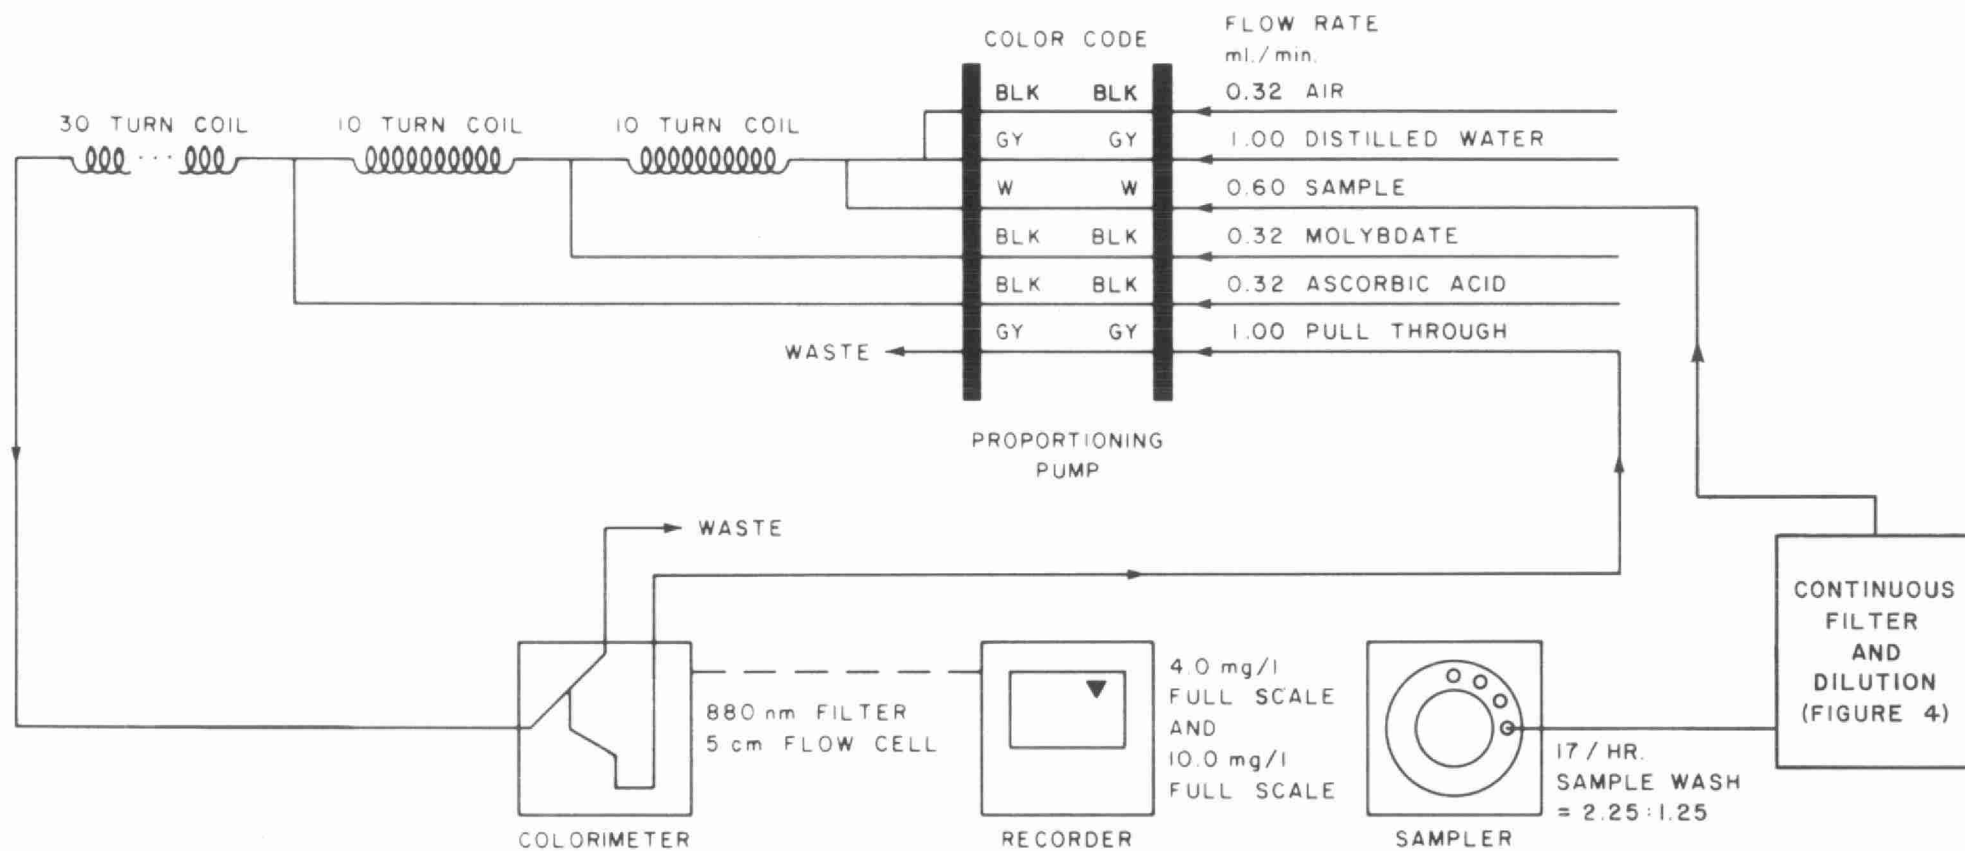 FLOW RATE
ml./min.
COLOR CODE
BLK BLK 0.32 AIR
30 TURN COIL 10 TURN COIL 10 TURN COIL
GY GY 1.00 DISTILLED WATER
W W 0.60 SAMPLE
BLK BLK 0.32 MOLYBDATE
BLK BLK 0.32 ASCORBIC ACID
GY GY 1.00 PULL THROUGH
WASTE
PROPORTIONING
PUMP
WASTE
CONTINUOUS
FILTER
AND
DILUTION
(FIGURE 4)
880 nm FILTER
5 cm FLOW CELL
4.0 mg/l
FULL SCALE
AND
10.0 mg/l
FULL SCALE
17/HR.
SAMPLE WASH
= 2.25:1.25
COLORIMETER
RECORDER
SAMPLER